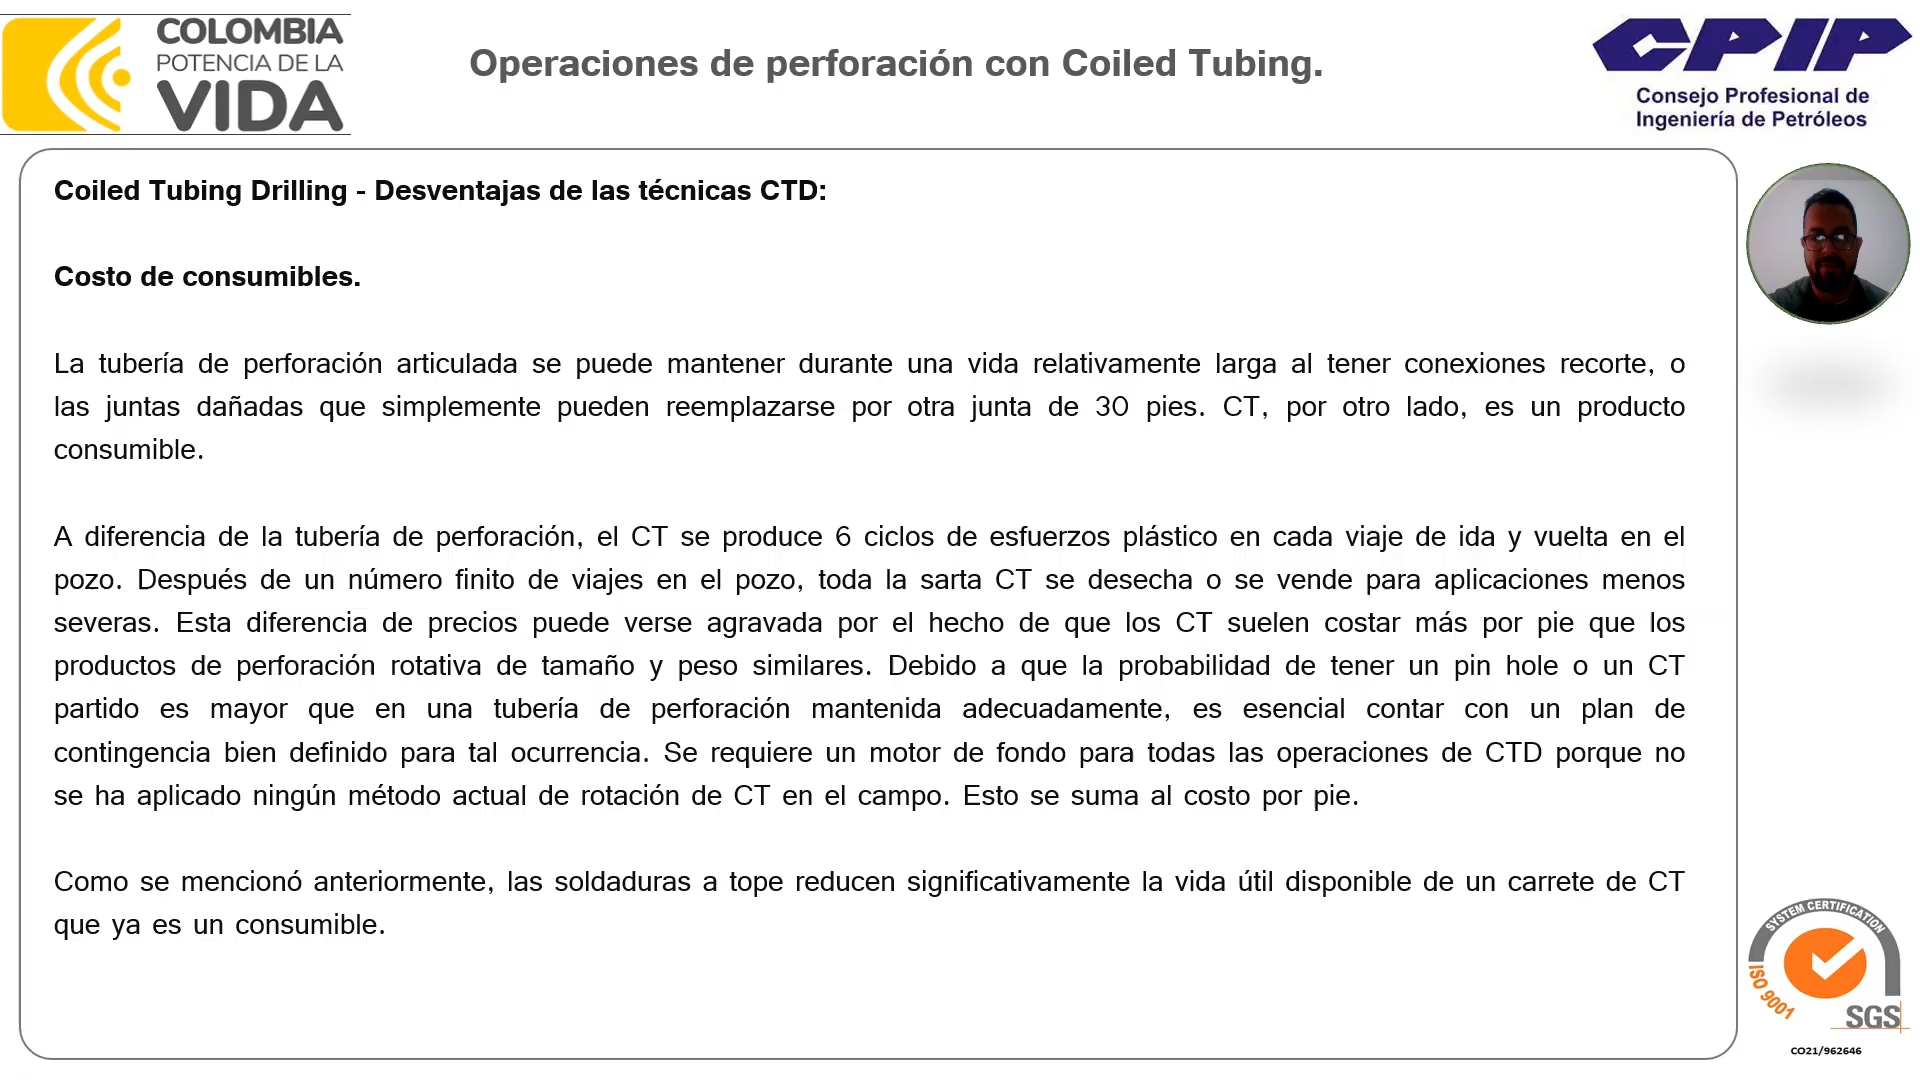 COLOMBIA
POTENCIA DE LA
VIDA
Operaciones de perforación con Coiled Tubing.
CPIP
Consejo Profesional de
Ingeniería de Petróleos
Coiled Tubing Drilling - Desventajas de las técnicas CTD:
Costo de consumibles.
La tubería de perforación articulada se puede mantener durante una vida relativamente larga al tener conexiones recorte, o
las juntas dañadas que simplemente pueden reemplazarse por otra junta de 30 pies. CT, por otro lado, es un producto
consumible.
A diferencia de la tubería de perforación, el CT se produce 6 ciclos de esfuerzos plástico en cada viaje de ida y vuelta en el
pozo. Después de un número finito de viajes en el pozo, toda la sarta CT se desecha o se vende para aplicaciones menos
severas. Esta diferencia de precios puede verse agravada por el hecho de que los CT suelen costar más por pie que los
productos de perforación rotativa de tamaño y peso similares. Debido a que la probabilidad de tener un pin hole o un CT
partido es mayor que en una tubería de perforación mantenida adecuadamente, es esencial contar con un plan de
contingencia bien definido para tal ocurrencia. Se requiere un motor de fondo para todas las operaciones de CTD porque no
se ha aplicado ningún método actual de rotación de CT en el campo. Esto se suma al costo por pie.
Como se mencionó anteriormente, las soldaduras a tope reducen significativamente la vida útil disponible de un carrete de CT
que ya es un consumible.
SYSTEM CERTIFICATION
ISO 9001
SGS
CO21/962646